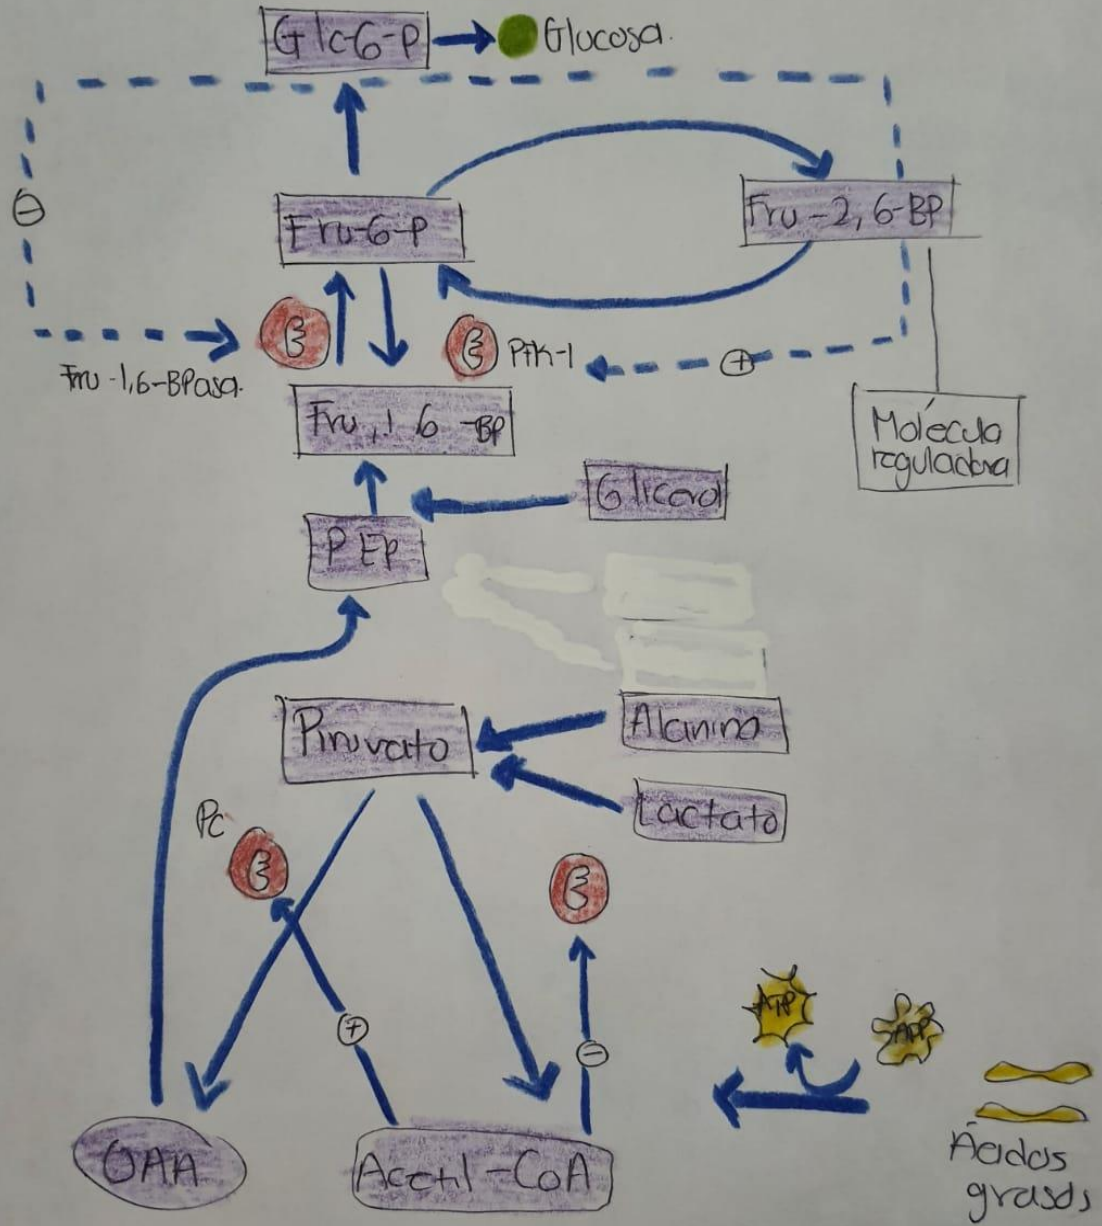 Glc-6-P
Glucosa.
Fru-6-P
Fru-2,6-BP
⊖
E
E
PFK-1
+
Fru-1,6-BPasa.
Fru,1 6-BP
Molécula
reguladora
Glicerol
PEP
Piruvato
Alanina
Lactato
PC
E
E
+
−
ATP
ADP
OAA
Acetil-CoA
Ácidos
grasos